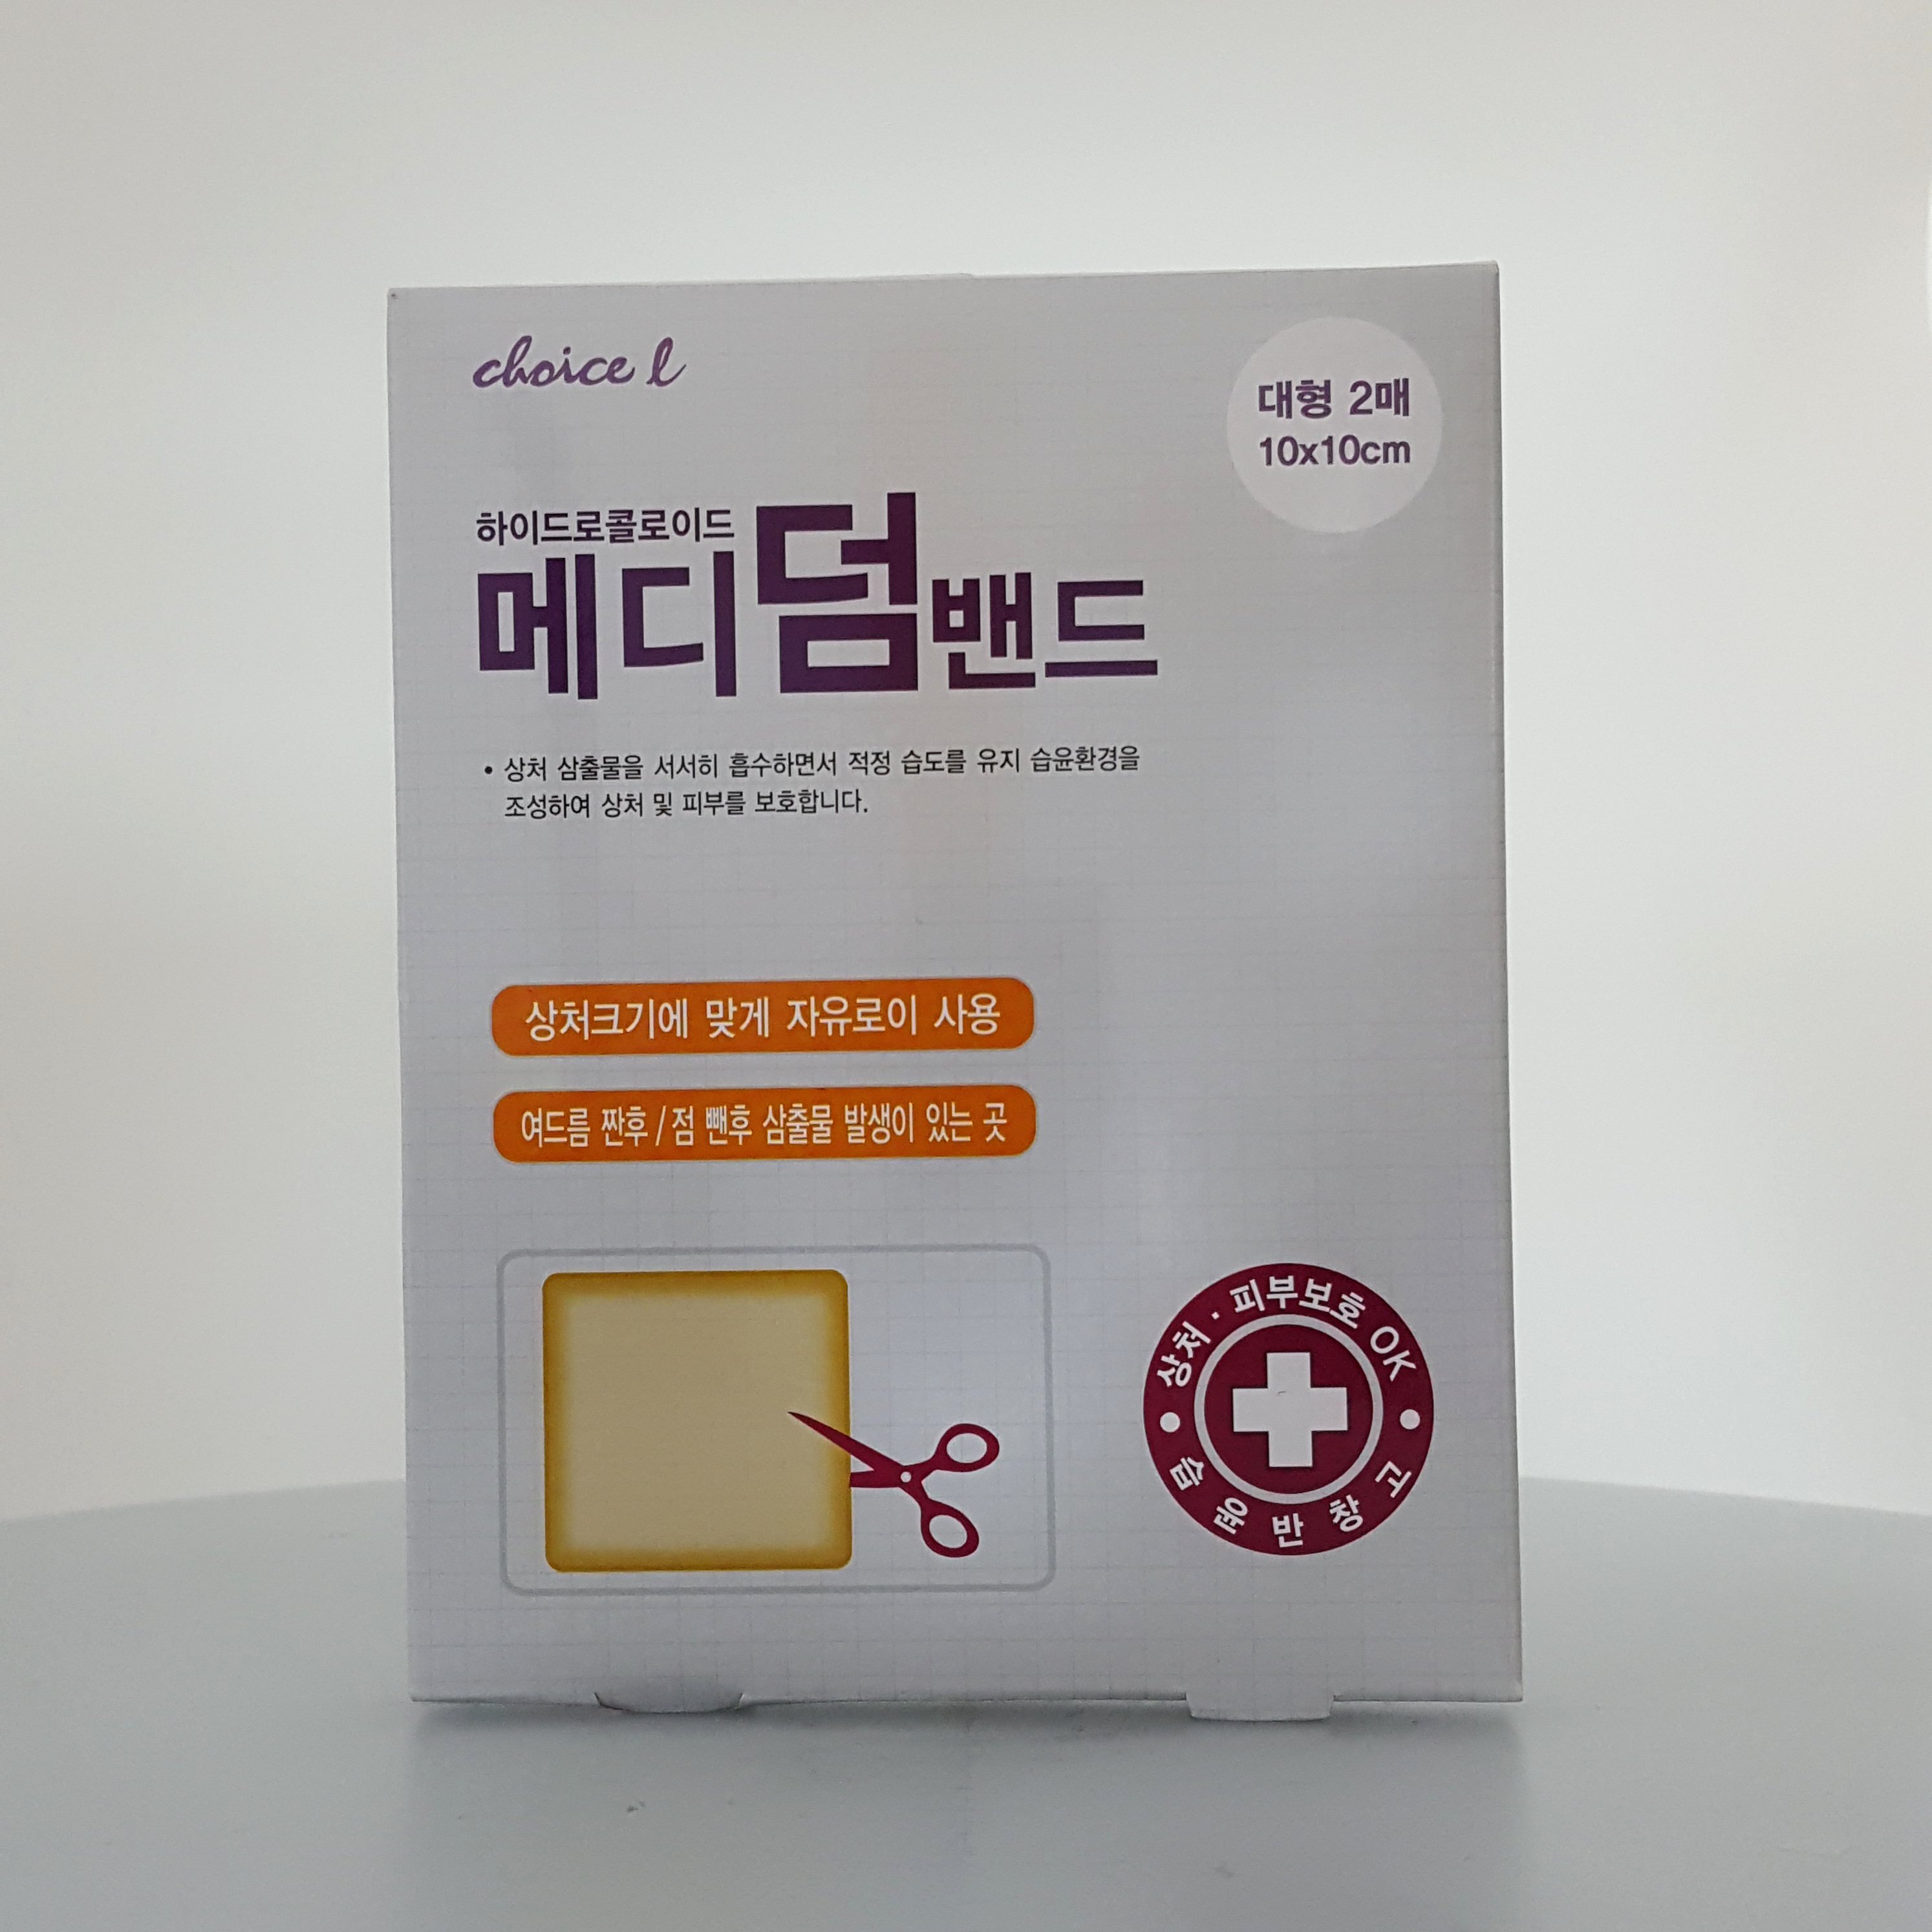 choice l
대형 2매
10x10cm
하이드로콜로이드
메디덤밴드
• 상처 삼출물을 서서히 흡수하면서 적정 습도를 유지 습윤환경을
조성하여 상처 및 피부를 보호합니다.
상처크기에 맞게 자유로이 사용
여드름 짠후 / 점 뺀후 삼출물 발생이 있는 곳
상처 · 피부보호 OK
습윤반창고